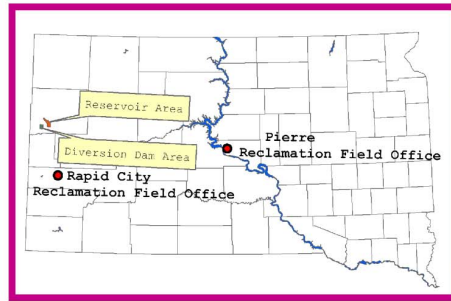 Reservoir Area
Diversion Dam Area
Pierre
Reclamation Field Office
Rapid City
Reclamation Field Office